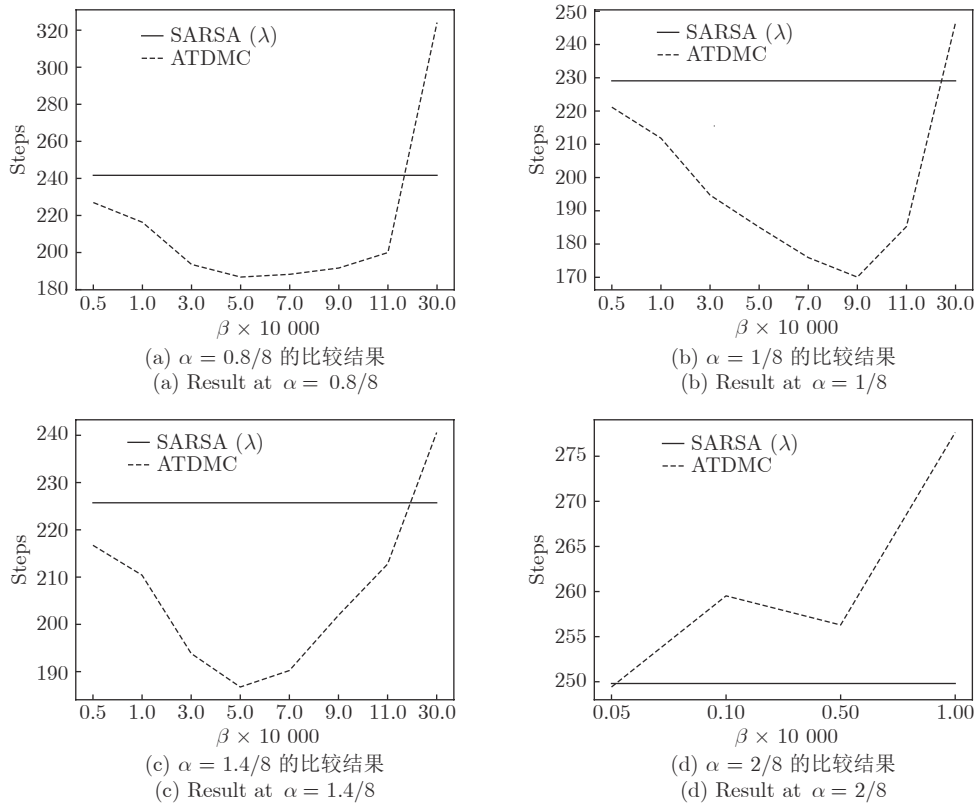 320
300
280
260
240
220
200
180
Steps
SARSA (λ)
ATDMC
0.5 1.0 3.0 5.0 7.0 9.0 11.0 30.0
β × 10 000
(a) α = 0.8/8 的比较结果
(a) Result at α = 0.8/8
250
240
230
220
210
200
190
180
170
Steps
SARSA (λ)
ATDMC
0.5 1.0 3.0 5.0 7.0 9.0 11.0 30.0
β × 10 000
(b) α = 1/8 的比较结果
(b) Result at α = 1/8
240
230
220
210
200
190
Steps
SARSA (λ)
ATDMC
0.5 1.0 3.0 5.0 7.0 9.0 11.0 30.0
β × 10 000
(c) α = 1.4/8 的比较结果
(c) Result at α = 1.4/8
275
270
265
260
255
250
Steps
SARSA (λ)
ATDMC
0.05 0.10 0.50 1.00
β × 10 000
(d) α = 2/8 的比较结果
(d) Result at α = 2/8